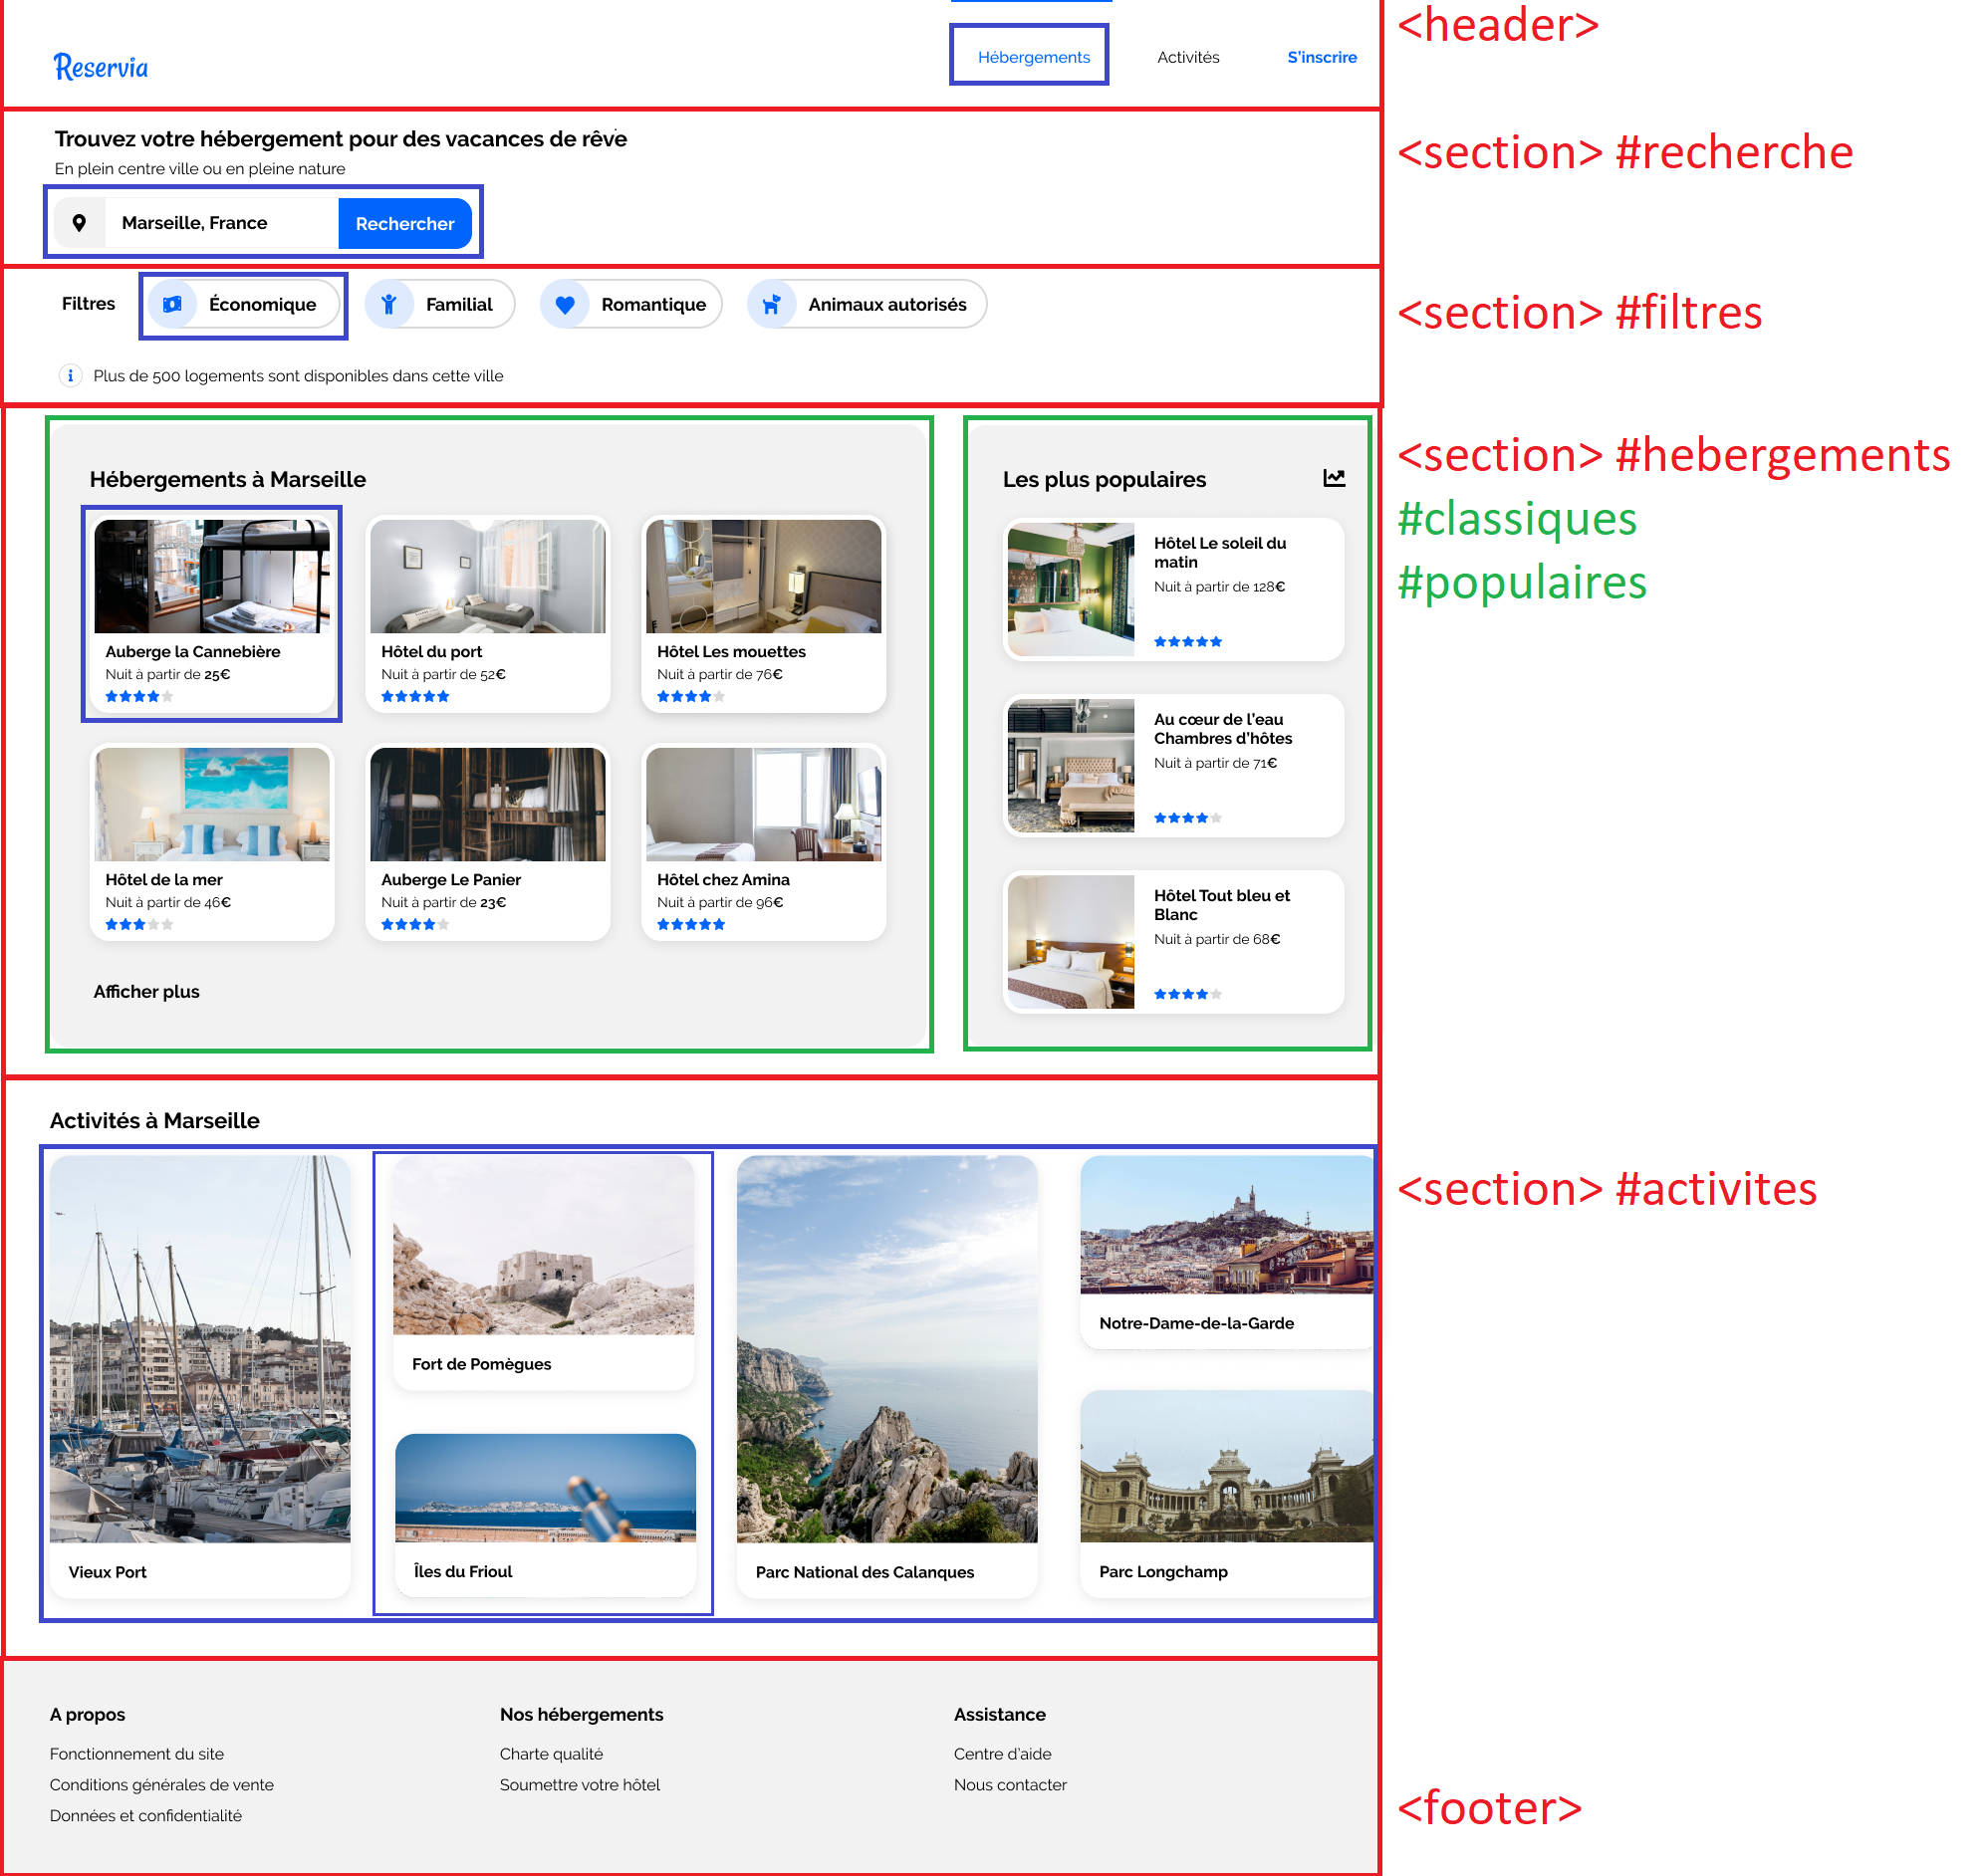 <header>
Reservia
Hébergements
Activités
S'inscrire
Trouvez votre hébergement pour des vacances de rêve
<section> #recherche
En plein centre ville ou en pleine nature
Marseille, France
Rechercher
Filtres
Économique
Familial
Romantique
Animaux autorisés
<section> #filtres
Plus de 500 logements sont disponibles dans cette ville
<section> #hebergements
#classiques
#populaires
Hébergements à Marseille
Auberge la Cannebière
Nuit à partir de 25€
Hôtel du port
Nuit à partir de 52€
Hôtel Les mouettes
Nuit à partir de 76€
Hôtel de la mer
Nuit à partir de 46€
Auberge Le Panier
Nuit à partir de 23€
Hôtel chez Amina
Nuit à partir de 96€
Afficher plus
Les plus populaires
Hôtel Le soleil du
matin
Nuit à partir de 128€
Au cœur de l'eau
Chambres d'hôtes
Nuit à partir de 71€
Hôtel Tout bleu et
Blanc
Nuit à partir de 68€
Activités à Marseille
<section> #activites
Vieux Port
Fort de Pomègues
Îles du Frioul
Parc National des Calanques
Notre-Dame-de-la-Garde
Parc Longchamp
A propos
Fonctionnement du site
Conditions générales de vente
Données et confidentialité
Nos hébergements
Charte qualité
Soumettre votre hôtel
Assistance
Centre d'aide
Nous contacter
<footer>